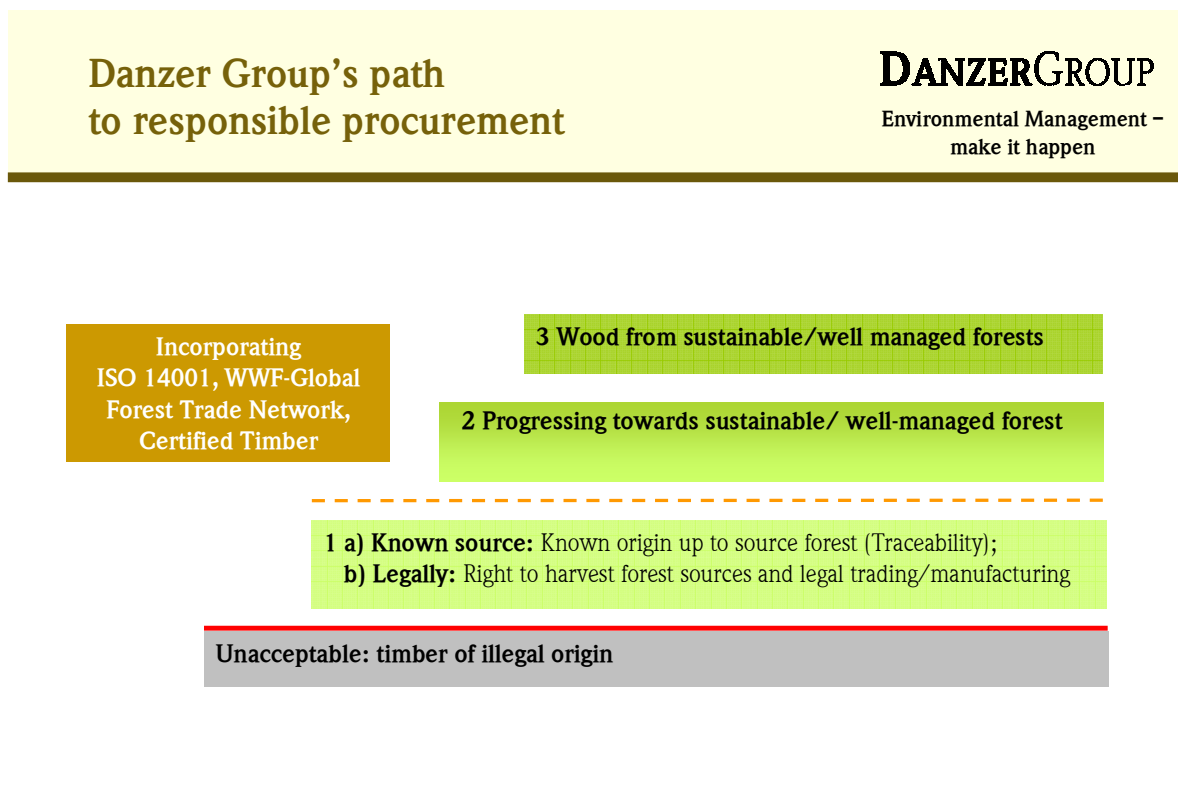 Danzer Group's path
to responsible procurement
DANZERGROUP
Environmental Management –
make it happen
Incorporating
ISO 14001, WWF-Global
Forest Trade Network,
Certified Timber
3 Wood from sustainable/well managed forests
2 Progressing towards sustainable/ well-managed forest
1 a) Known source: Known origin up to source forest (Traceability);
b) Legally: Right to harvest forest sources and legal trading/manufacturing
Unacceptable: timber of illegal origin